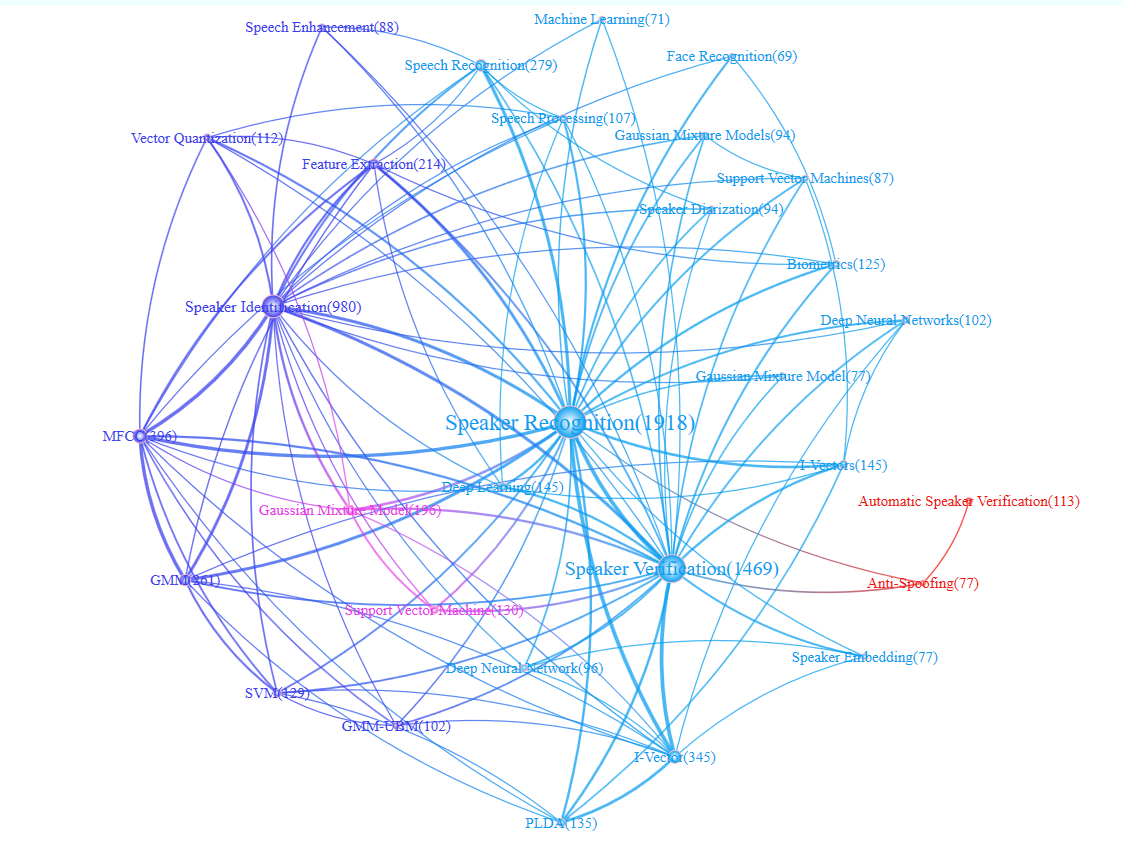 Machine Learning(71)
Speech Enhancement(88)
Face Recognition(69)
Speech Recognition(279)
Speech Processing(107)
Gaussian Mixture Models(94)
Vector Quantization(112)
Feature Extraction(214)
Support Vector Machines(87)
Speaker Diarization(94)
Biometrics(125)
Speaker Identification(980)
Deep Neural Networks(102)
Gaussian Mixture Model(77)
Speaker Recognition(1918)
MFCC(396)
I-Vectors(145)
Deep Learning(145)
Automatic Speaker Verification(113)
Gaussian Mixture Model(196)
Speaker Verification(1469)
GMM(261)
Anti-Spoofing(77)
Support Vector Machine(130)
Speaker Embedding(77)
Deep Neural Network(96)
SVM(129)
GMM-UBM(102)
I-Vector(345)
PLDA(135)